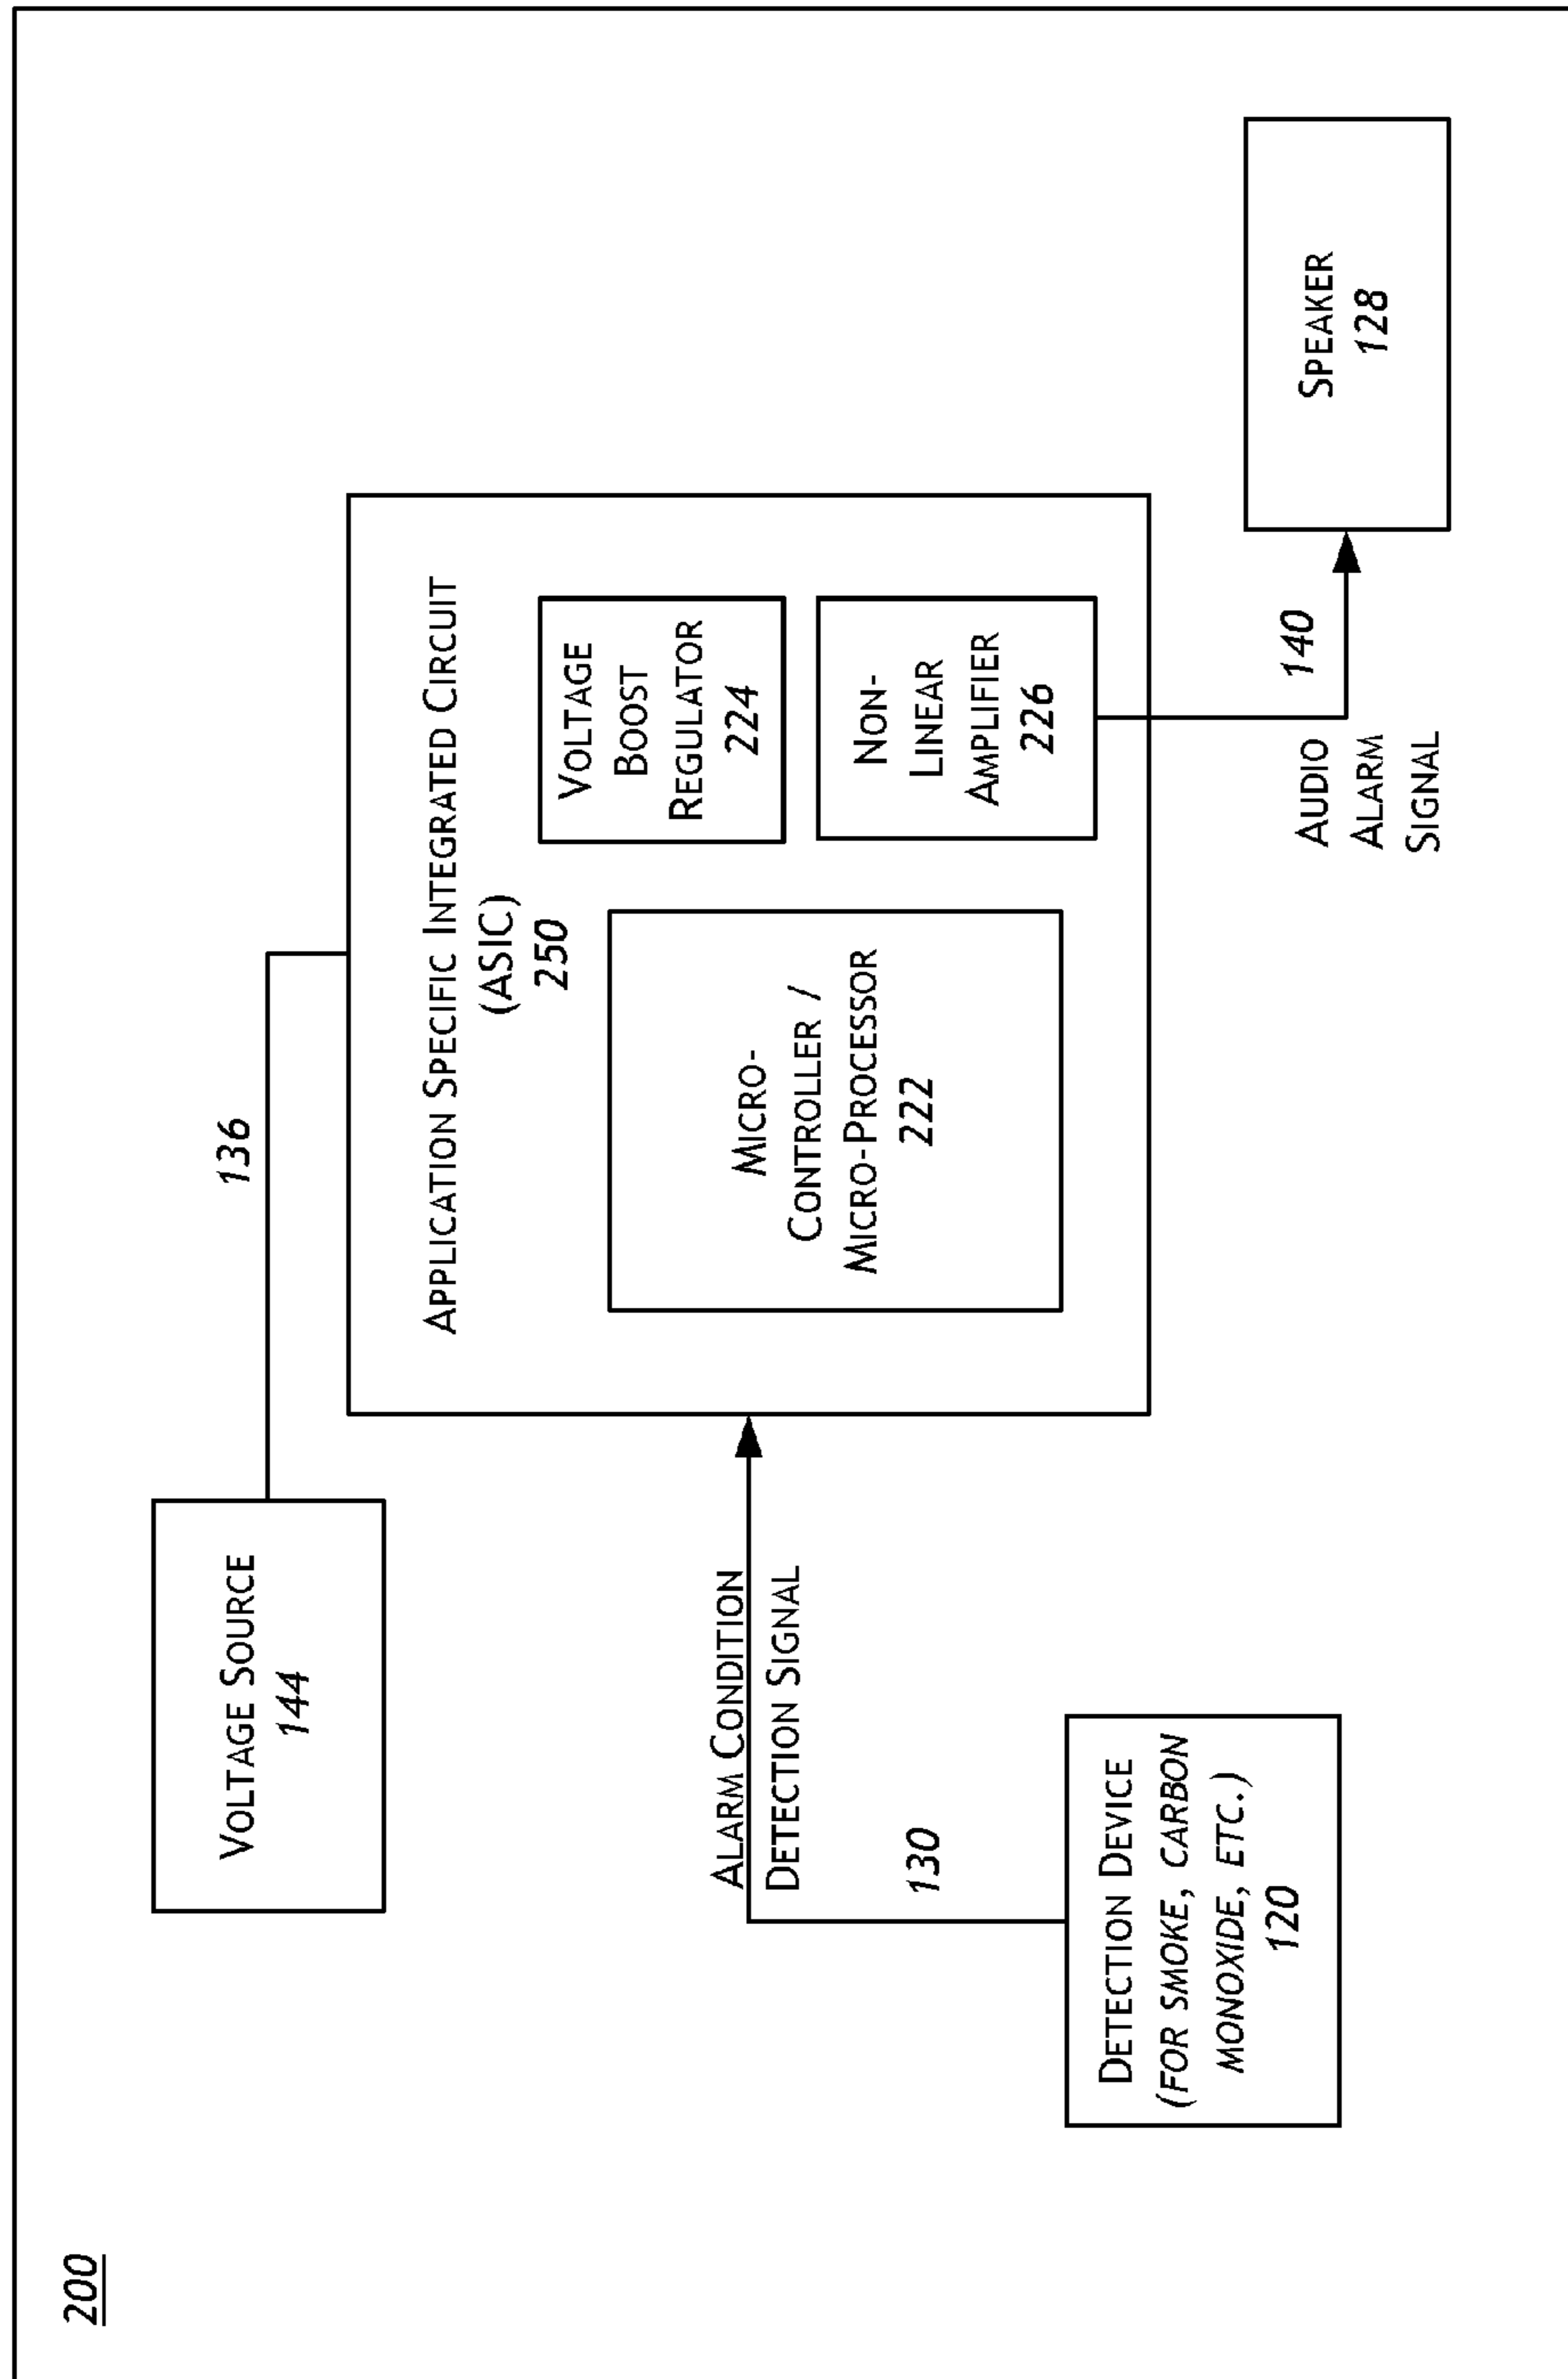 200
VOLTAGE SOURCE
144
136
APPLICATION SPECIFIC INTEGRATED CIRCUIT
(ASIC)
250
MICRO-
CONTROLLER /
MICRO-PROCESSOR
222
VOLTAGE
BOOST
REGULATOR
224
NON-
LINEAR
AMPLIFIER
226
ALARM CONDITION
DETECTION SIGNAL
130
DETECTION DEVICE
(FOR SMOKE, CARBON
MONOXIDE, ETC.)
120
140
AUDIO
ALARM
SIGNAL
SPEAKER
128